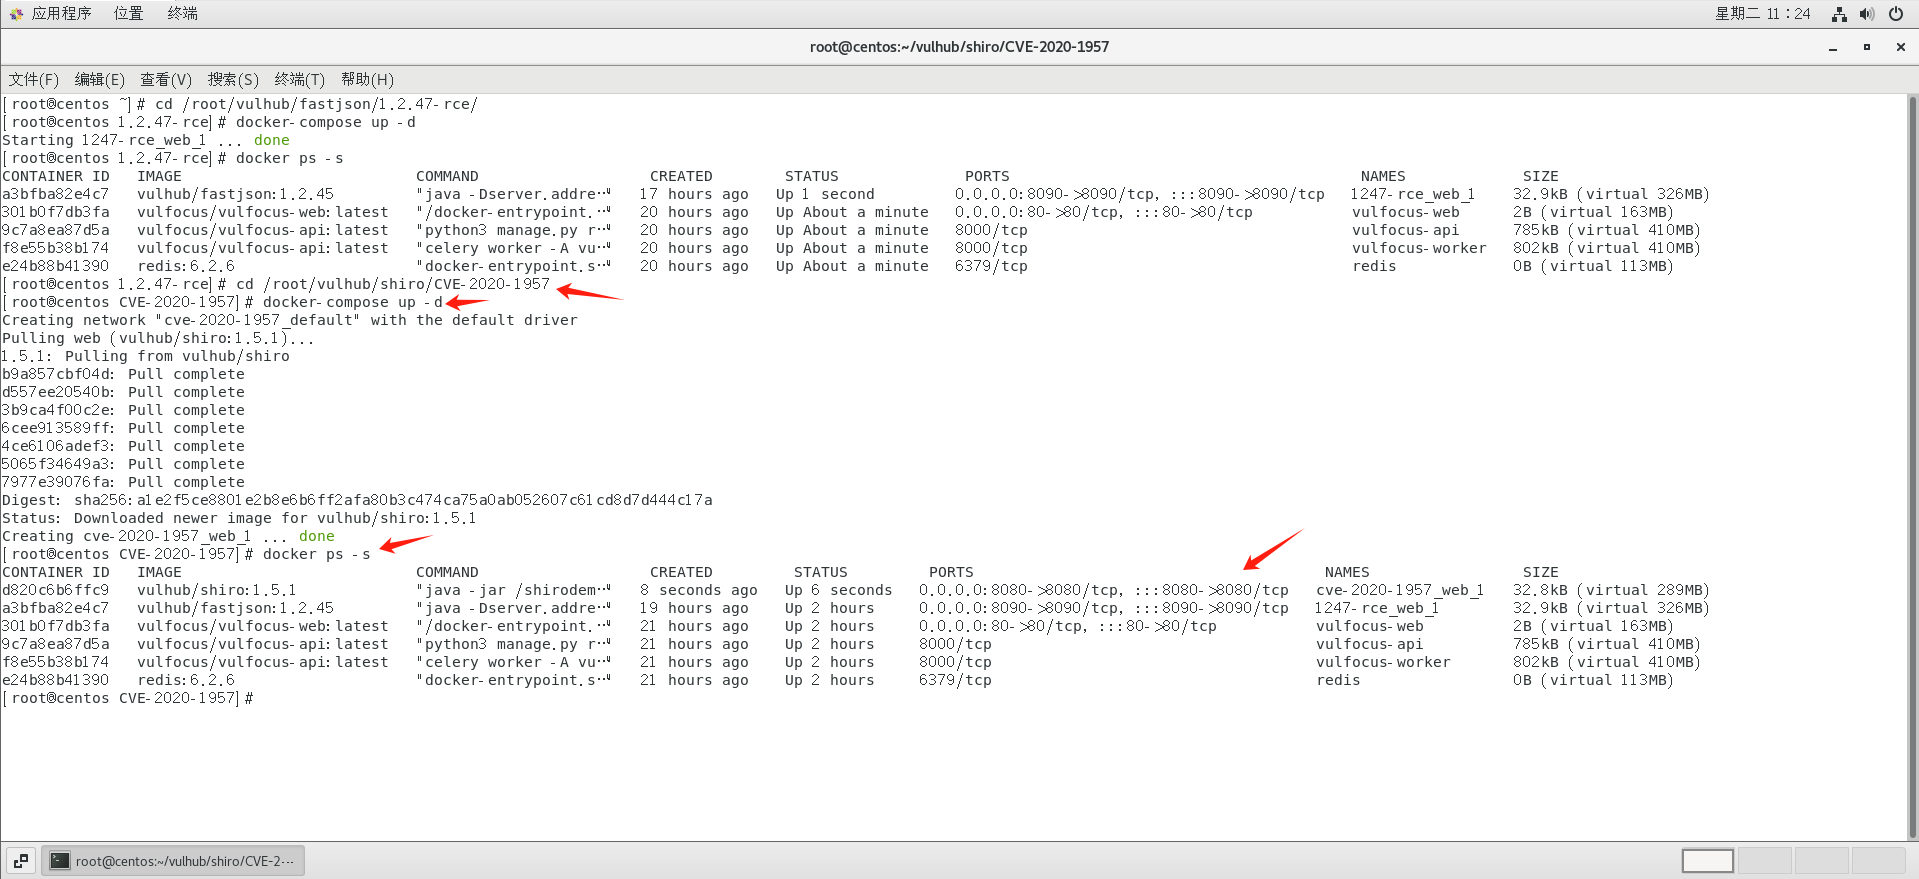 应用程序 位置 终端 星期二 11：24
root@centos:~/vulhub/shiro/CVE-2020-1957
文件(F) 编辑(E) 查看(V) 搜索(S) 终端(T) 帮助(H)
[root@centos ~]# cd /root/vulhub/fastjson/1.2.47-rce/
[root@centos 1.2.47-rce]# docker-compose up -d
Starting 1247-rce_web_1 ... done
[root@centos 1.2.47-rce]# docker ps -s
CONTAINER ID   IMAGE   COMMAND   CREATED   STATUS   PORTS   NAMES   SIZE
a3bfba82e4c7   vulhub/fastjson:1.2.45   "java -Dserver.addre…"   17 hours ago   Up 1 second   0.0.0.0:8090->8090/tcp, :::8090->8090/tcp   1247-rce_web_1   32.9kB (virtual 326MB)
301b0f7db3fa   vulfocus/vulfocus-web:latest   "/docker-entrypoint.…"   20 hours ago   Up About a minute   0.0.0.0:80->80/tcp, :::80->80/tcp   vulfocus-web   2B (virtual 163MB)
9c7a8ea87d5a   vulfocus/vulfocus-api:latest   "python3 manage.py r…"   20 hours ago   Up About a minute   8000/tcp   vulfocus-api   785kB (virtual 410MB)
f8e55b38b174   vulfocus/vulfocus-api:latest   "celery worker -A vu…"   20 hours ago   Up About a minute   8000/tcp   vulfocus-worker   802kB (virtual 410MB)
e24b88b41390   redis:6.2.6   "docker-entrypoint.s…"   20 hours ago   Up About a minute   6379/tcp   redis   0B (virtual 113MB)
[root@centos 1.2.47-rce]# cd /root/vulhub/shiro/CVE-2020-1957
[root@centos CVE-2020-1957]# docker-compose up -d
Creating network "cve-2020-1957_default" with the default driver
Pulling web (vulhub/shiro:1.5.1)...
1.5.1: Pulling from vulhub/shiro
b9a857cbf04d: Pull complete
d557ee20540b: Pull complete
3b9ca4f00c2e: Pull complete
6cee913589ff: Pull complete
4ce6106adef3: Pull complete
5065f34649a3: Pull complete
7977e39076fa: Pull complete
Digest: sha256:a1e2f5ce8801e2b8e6b6ff2afa80b3c474ca75a0ab052607c61cd8d7d444c17a
Status: Downloaded newer image for vulhub/shiro:1.5.1
Creating cve-2020-1957_web_1 ... done
[root@centos CVE-2020-1957]# docker ps -s
CONTAINER ID   IMAGE   COMMAND   CREATED   STATUS   PORTS   NAMES   SIZE
d820c6b6ffc9   vulhub/shiro:1.5.1   "java -jar /shirodem…"   8 seconds ago   Up 6 seconds   0.0.0.0:8080->8080/tcp, :::8080->8080/tcp   cve-2020-1957_web_1   32.8kB (virtual 289MB)
a3bfba82e4c7   vulhub/fastjson:1.2.45   "java -Dserver.addre…"   19 hours ago   Up 2 hours   0.0.0.0:8090->8090/tcp, :::8090->8090/tcp   1247-rce_web_1   32.9kB (virtual 326MB)
301b0f7db3fa   vulfocus/vulfocus-web:latest   "/docker-entrypoint.…"   21 hours ago   Up 2 hours   0.0.0.0:80->80/tcp, :::80->80/tcp   vulfocus-web   2B (virtual 163MB)
9c7a8ea87d5a   vulfocus/vulfocus-api:latest   "python3 manage.py r…"   21 hours ago   Up 2 hours   8000/tcp   vulfocus-api   785kB (virtual 410MB)
f8e55b38b174   vulfocus/vulfocus-api:latest   "celery worker -A vu…"   21 hours ago   Up 2 hours   8000/tcp   vulfocus-worker   802kB (virtual 410MB)
e24b88b41390   redis:6.2.6   "docker-entrypoint.s…"   21 hours ago   Up 2 hours   6379/tcp   redis   0B (virtual 113MB)
[root@centos CVE-2020-1957]#
root@centos:~/vulhub/shiro/CVE-2…